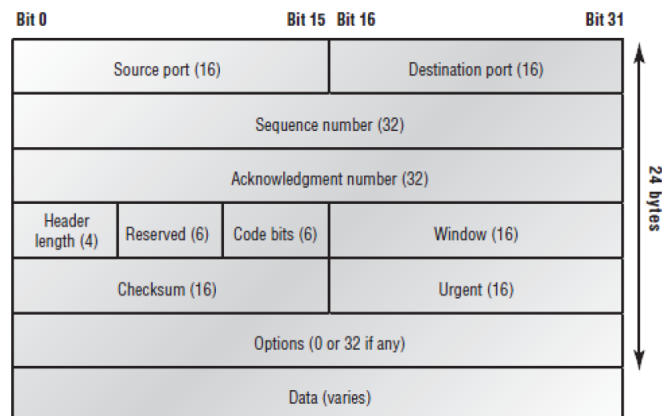 Bit 0 Bit 15 Bit 16 Bit 31
Source port (16) Destination port (16)
Sequence number (32)
Acknowledgment number (32)
Header
length (4) Reserved (6) Code bits (6) Window (16)
Checksum (16) Urgent (16)
Options (0 or 32 if any)
Data (varies)
24 bytes